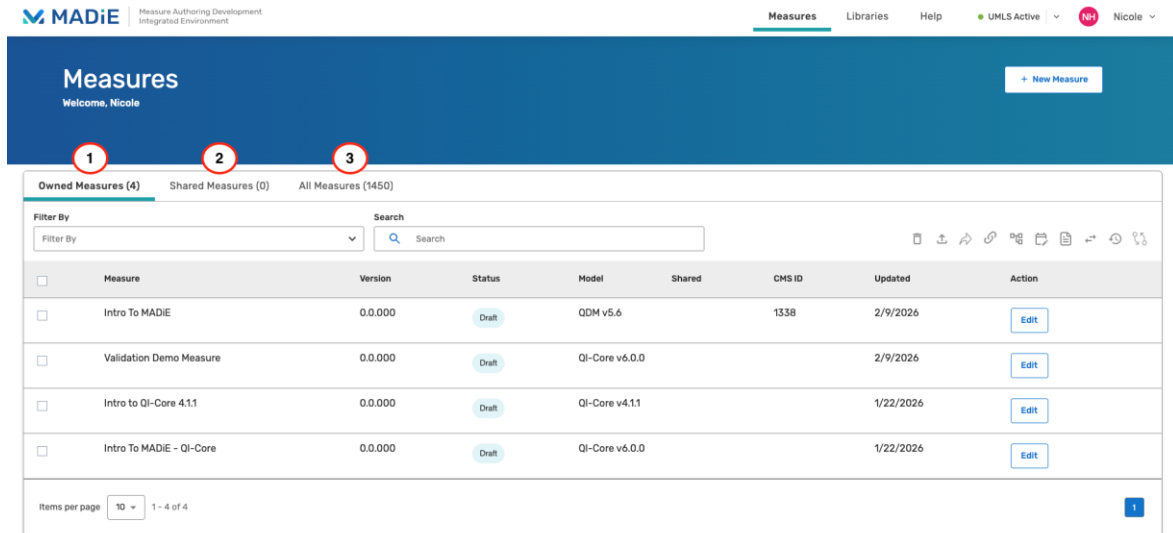 MADiE Measure Authoring Development
Integrated Environment
Measures Libraries Help UMLS Active NH Nicole
Measures
Welcome, Nicole
+ New Measure
1 2 3
Owned Measures (4) Shared Measures (0) All Measures (1450)
Filter By Search
Filter By Search
Measure Version Status Model Shared CMS ID Updated Action
Intro To MADiE 0.0.000 Draft QDM v5.6 1338 2/9/2026 Edit
Validation Demo Measure 0.0.000 Draft QI-Core v6.0.0 2/9/2026 Edit
Intro to QI-Core 4.1.1 0.0.000 Draft QI-Core v4.1.1 1/22/2026 Edit
Intro To MADiE - QI-Core 0.0.000 Draft QI-Core v6.0.0 1/22/2026 Edit
Items per page 10 1 - 4 of 4 1